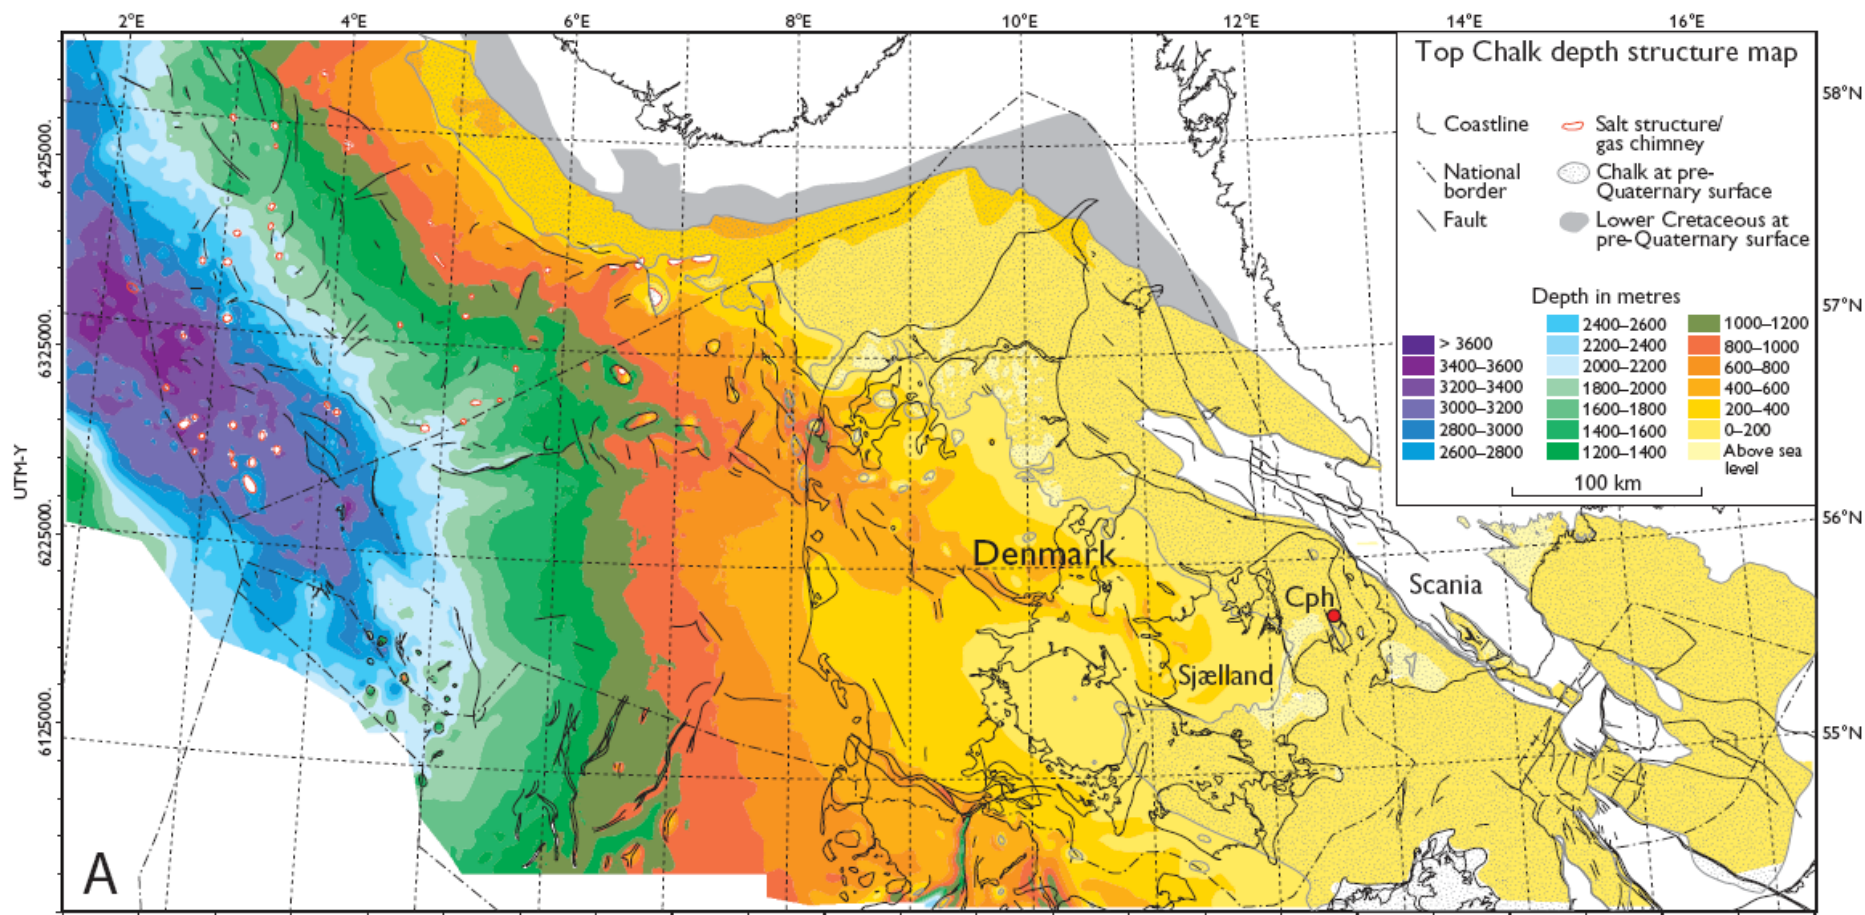 2°E 4°E 6°E 8°E 10°E 12°E 14°E 16°E
Top Chalk depth structure map
Coastline
National
border
Fault
Salt structure/
gas chimney
Chalk at pre-
Quaternary surface
Lower Cretaceous at
pre-Quaternary surface
Depth in metres
> 3600
3400–3600
3200–3400
3000–3200
2800–3000
2600–2800
2400–2600
2200–2400
2000–2200
1800–2000
1600–1800
1400–1600
1200–1400
1000–1200
800–1000
600–800
400–600
200–400
0–200
Above sea
level
100 km
58°N
57°N
56°N
55°N
UTM-Y
6425000.
6325000.
6225000.
6125000.
Denmark
Scania
Cph
Sjælland
A